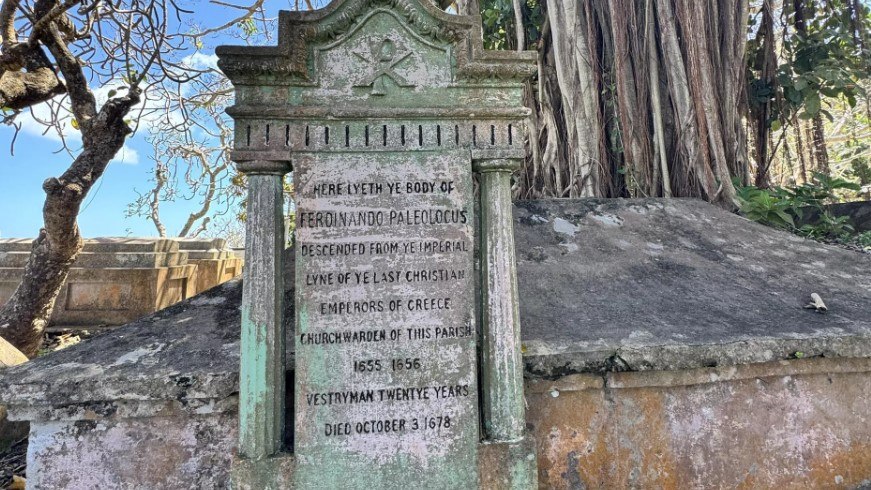 HERE LYETH YE BODY OF
FERDINANDO PALEOLOCUS
DESCENDED FROM YE IMPERIAL
LYNE OF YE LAST CHRISTIAN
EMPERORS OF GREECE
CHURCHWARDEN OF THIS PARISH
1655 1656
VESTRYMAN TWENTYE YEARS
DIED OCTOBER 3. 1678